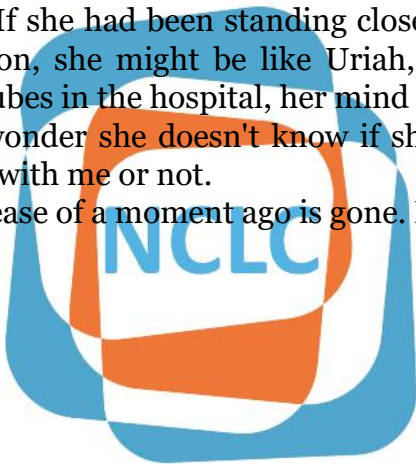 If she had been standing close
on, she might be like Uriah,
ubes in the hospital, her mind
wonder she doesn't know if sh
with me or not.
ease of a moment ago is gone.
NCLC